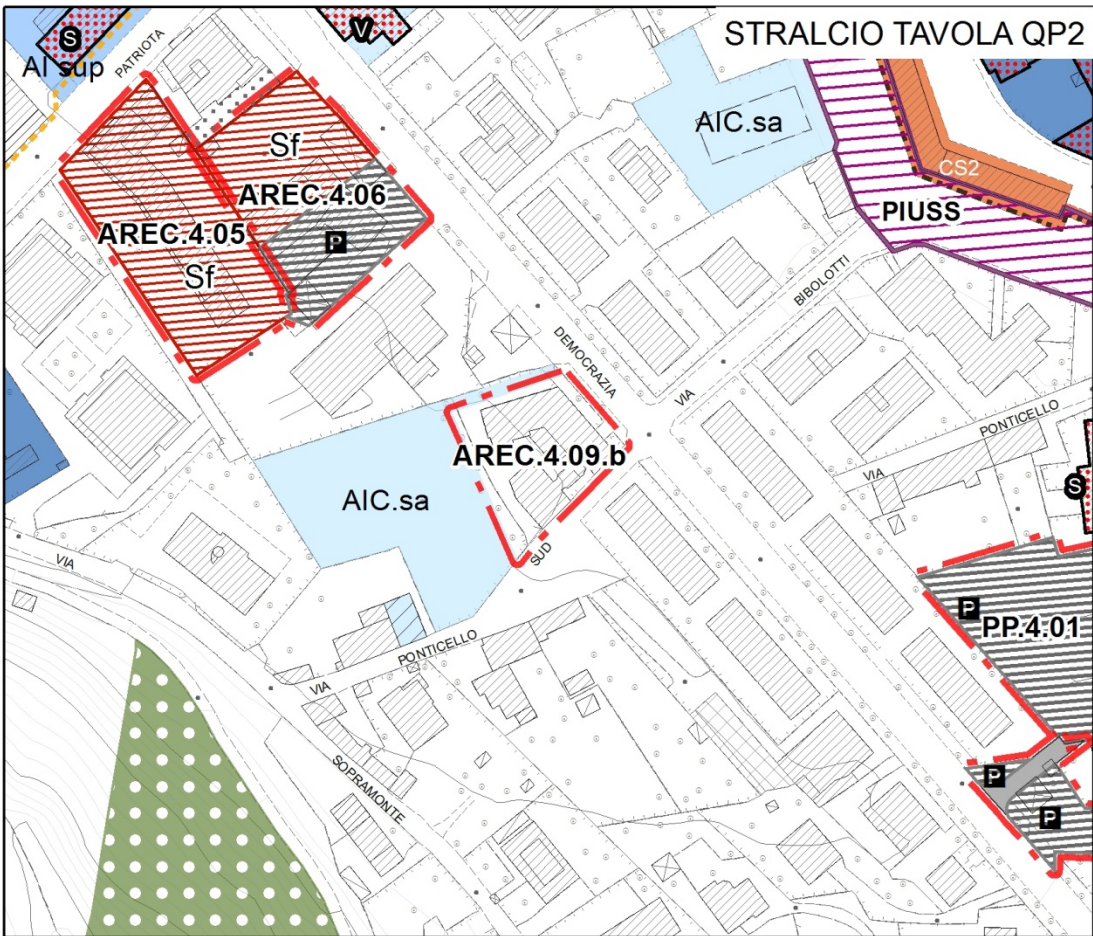 STRALCIO TAVOLA QP2
S
V
AI sup
PATRIOTA
AIC.sa
Sf
CS2
AREC.4.06
PIUSS
AREC.4.05
P
Sf
BIBOLOTTI
DEMOCRAZIA
VIA
PONTICELLO
AREC.4.09.b
VIA
S
AIC.sa
SUD
VIA
P
PP.4.01
PONTICELLO
VIA
SOPRAMONTE
P
P